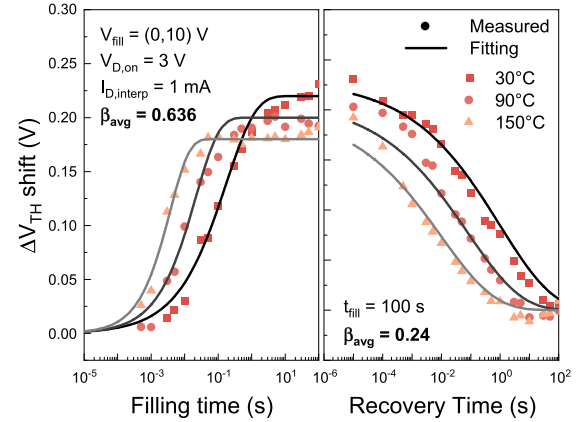 0.30
0.25
0.20
0.15
0.10
0.05
0.00
ΔV_TH shift (V)
V_fill = (0,10) V
V_D,on = 3 V
I_D,interp = 1 mA
β_avg = 0.636
Measured
Fitting
30°C
90°C
150°C
t_fill = 100 s
β_avg = 0.24
10^-5 10^-3 10^-1 10^1
10^-6 10^-4 10^-2 10^0 10^2
Filling time (s)
Recovery Time (s)